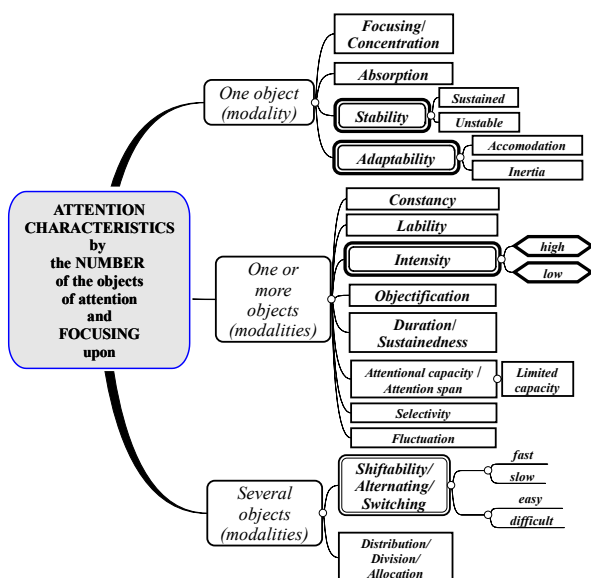 ATTENTION
CHARACTERISTICS
by
the NUMBER
of the objects
of attention
and
FOCUSING
upon
One object
(modality)
Focusing/
Concentration
Absorption
Stability
Sustained
Unstable
Adaptability
Accomodation
Inertia
One or
more
objects
(modalities)
Constancy
Lability
Intensity
high
low
Objectification
Duration/
Sustainedness
Attentional capacity /
Attention span
Limited
capacity
Selectivity
Fluctuation
Several
objects
(modalities)
Shiftability/
Alternating/
Switching
fast
slow
easy
difficult
Distribution/
Division/
Allocation